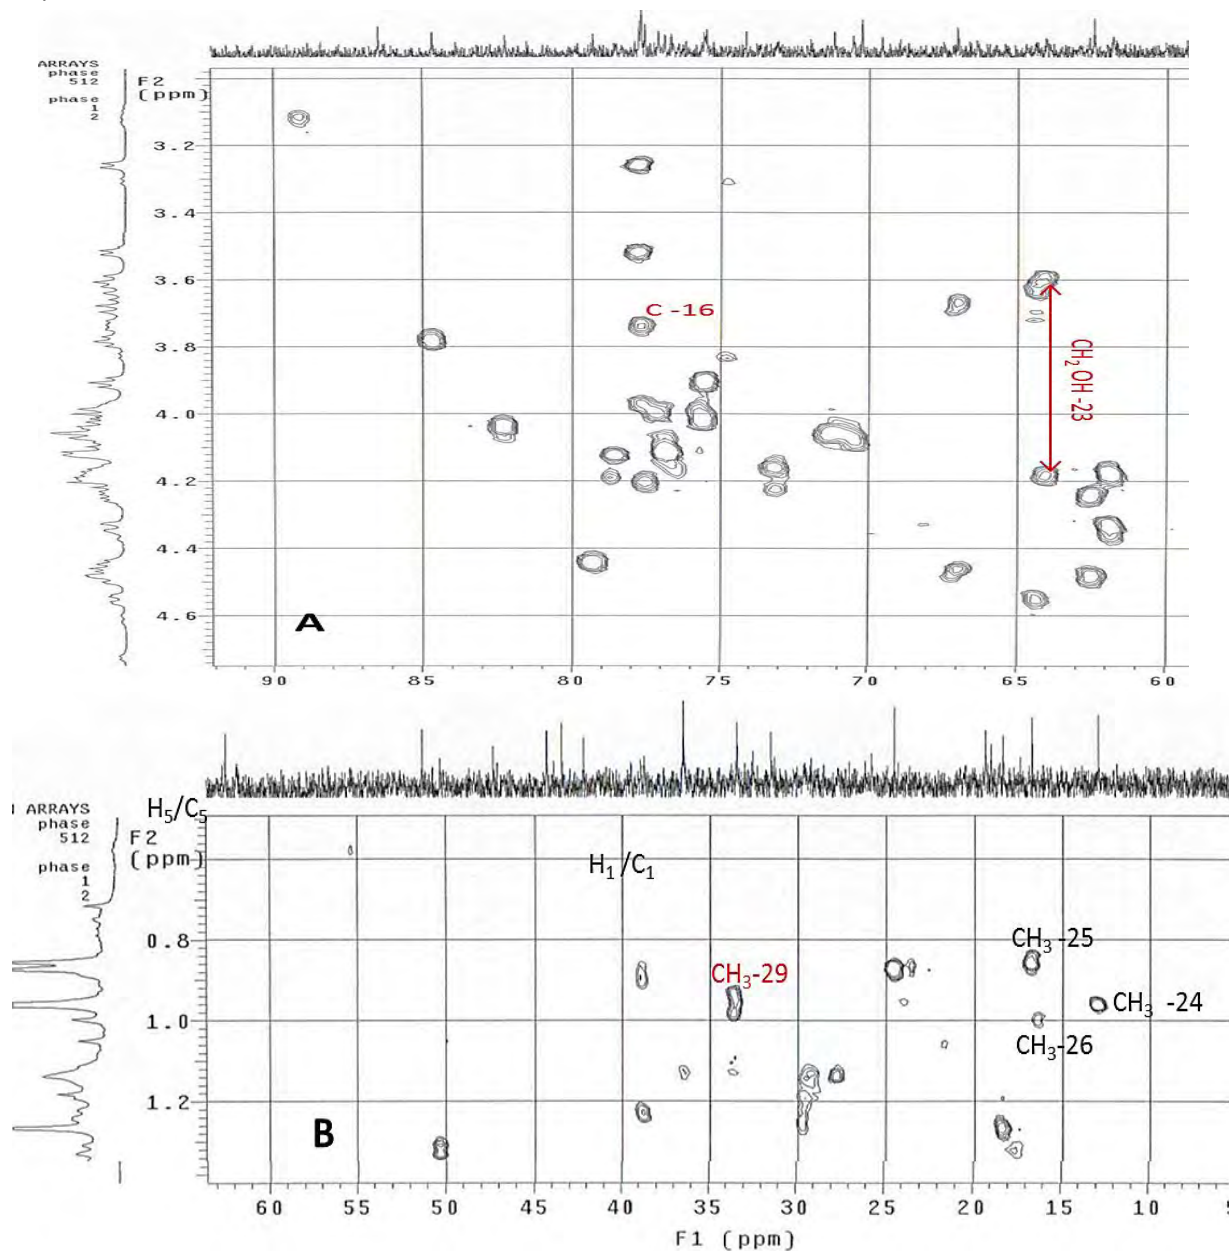 ARRAYS
phase
512
phase
1
2
F2
(ppm)
3.2
3.4
3.6
3.8
4.0
4.2
4.4
4.6
C -16
CH2OH-23
A
90 80 75 70 65 60
ARRAYS
phase
512
phase
1
2
H5/C5
F2
(ppm)
H1/C1
0.8
1.0
1.2
CH3-25
CH3-29
CH3 -24
CH3-26
B
60 55 50 45 40 35 30 25 20 15 10
F1 (ppm)